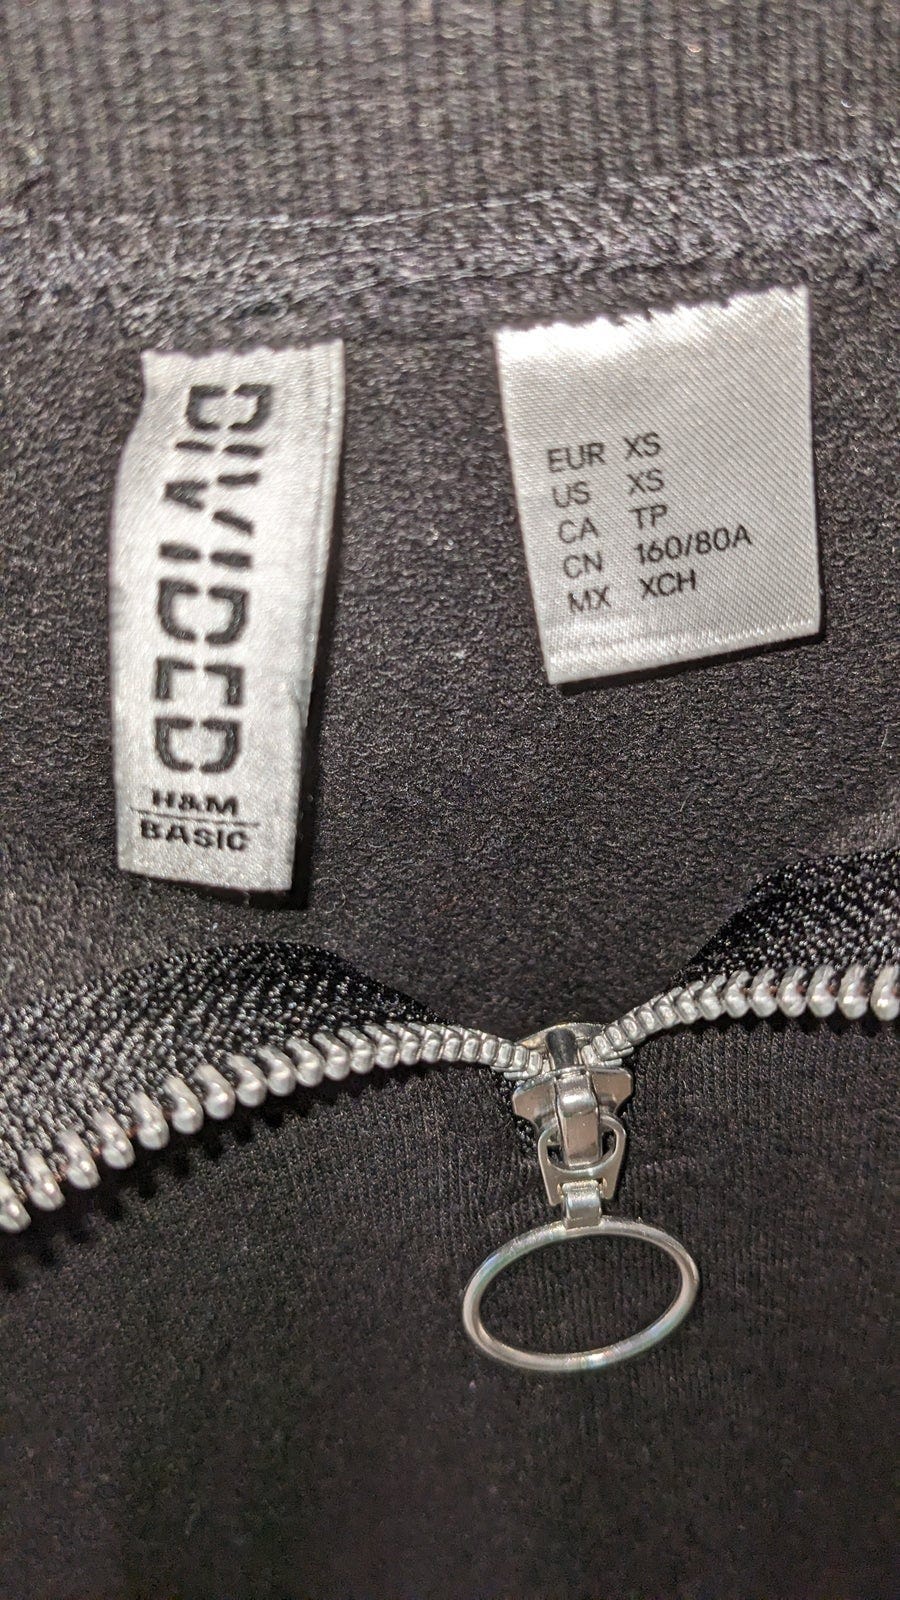 DIVIDED
H&M
BASIC
EUR XS
US XS
CA TP
CN 160/80A
MX XCH